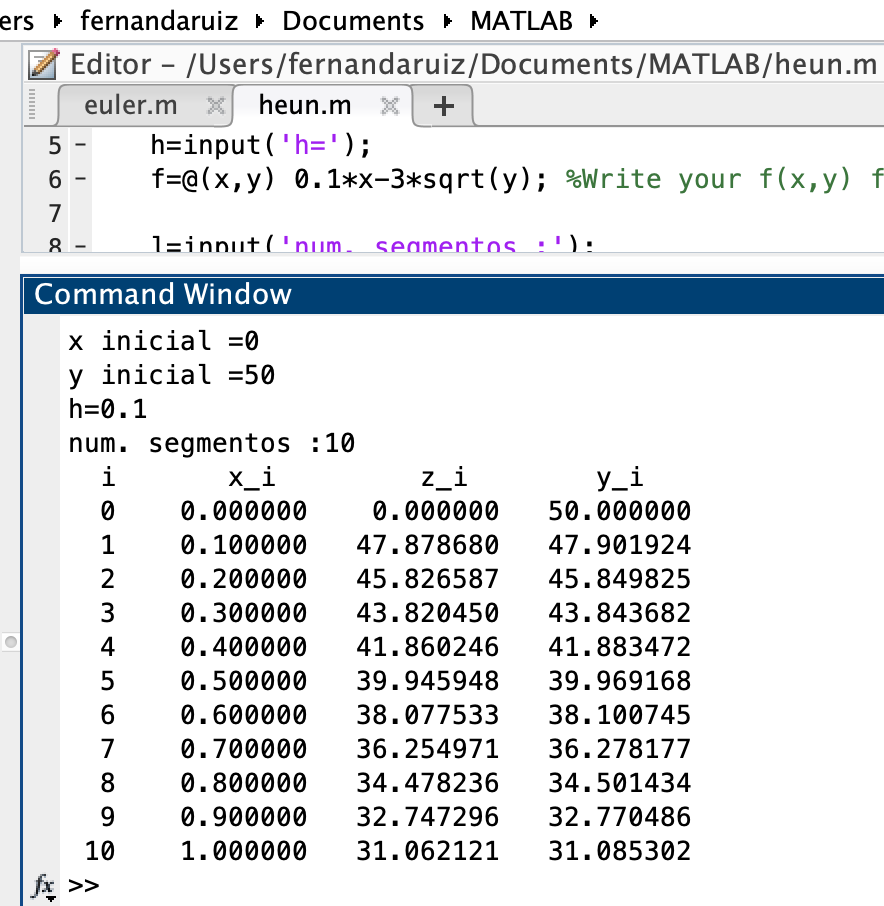 ers ▸ fernandaruiz ▸ Documents ▸ MATLAB ▸
Editor – /Users/fernandaruiz/Documents/MATLAB/heun.m
euler.m × heun.m × +
5 – h=input('h=');
6 – f=@(x,y) 0.1*x-3*sqrt(y); %Write your f(x,y) f
7
8 – l=input('num. segmentos :');
Command Window
x inicial =0
y inicial =50
h=0.1
num. segmentos :10
i x_i z_i y_i
0 0.000000 0.000000 50.000000
1 0.100000 47.878680 47.901924
2 0.200000 45.826587 45.849825
3 0.300000 43.820450 43.843682
4 0.400000 41.860246 41.883472
5 0.500000 39.945948 39.969168
6 0.600000 38.077533 38.100745
7 0.700000 36.254971 36.278177
8 0.800000 34.478236 34.501434
9 0.900000 32.747296 32.770486
10 1.000000 31.062121 31.085302
fx >>